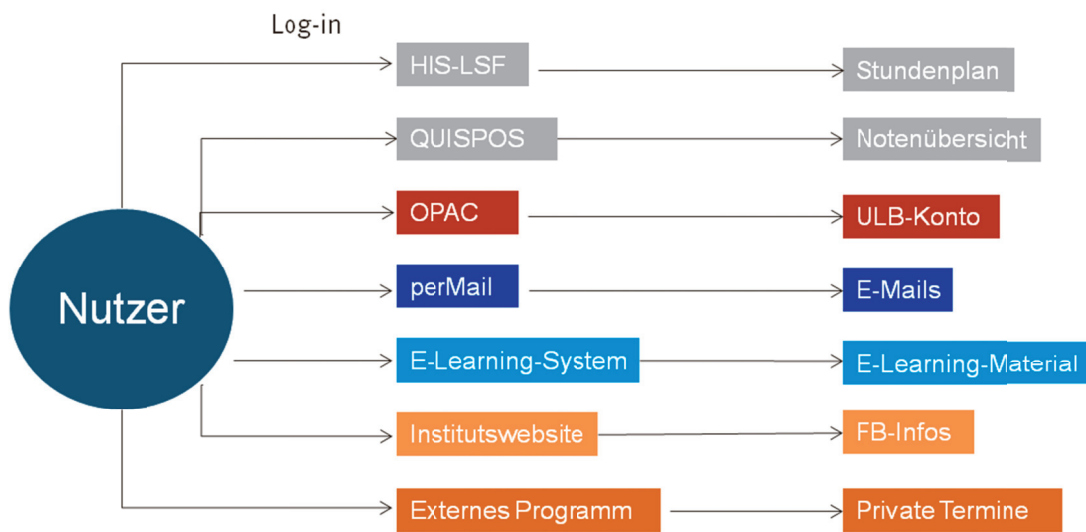 Log-in
HIS-LSF
Stundenplan
QUISPOS
Notenübersicht
OPAC
ULB-Konto
Nutzer
perMail
E-Mails
E-Learning-System
E-Learning-Material
Institutswebsite
FB-Infos
Externes Programm
Private Termine